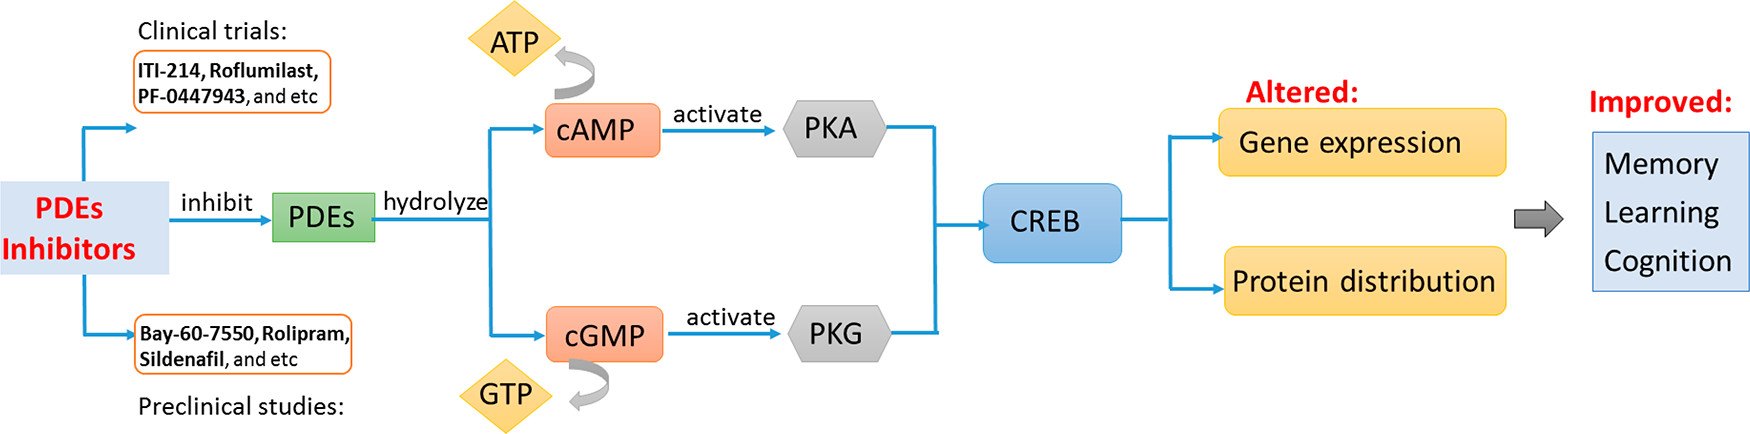 Clinical trials:
ITI-214, Roflumilast,
PF-0447943, and etc
PDEs
Inhibitors
inhibit
PDEs
hydrolyze
Bay-60-7550, Rolipram,
Sildenafil, and etc
Preclinical studies:
ATP
cAMP
activate
PKA
cGMP
activate
PKG
GTP
CREB
Altered:
Gene expression
Protein distribution
Improved:
Memory
Learning
Cognition